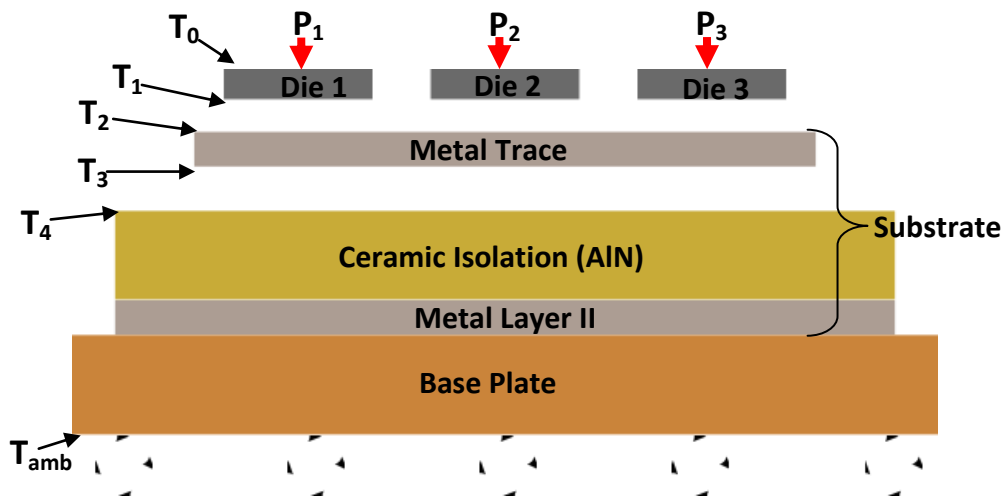 T₀
P₁ P₂ P₃
T₁
Die 1 Die 2 Die 3
T₂
Metal Trace
T₃
T₄
Substrate
Ceramic Isolation (AlN)
Metal Layer II
Base Plate
Tamb